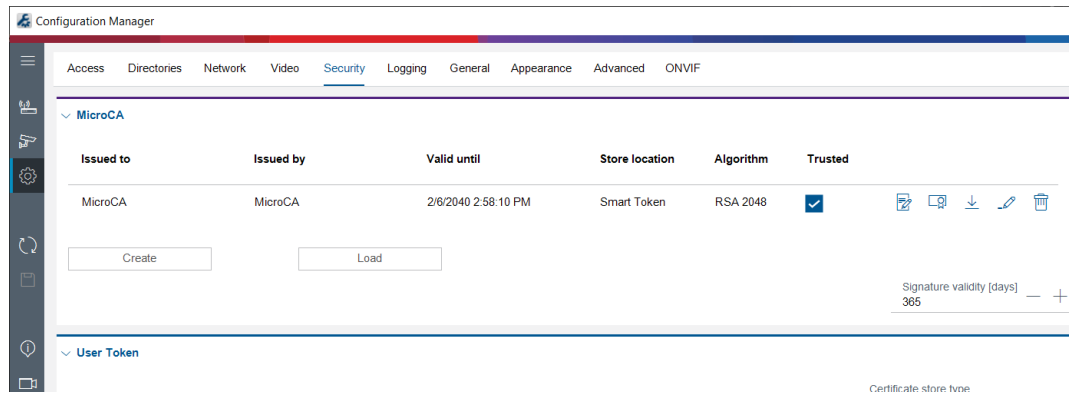 Configuration Manager
Access Directories Network Video Security Logging General Appearance Advanced ONVIF
MicroCA
Issued to Issued by Valid until Store location Algorithm Trusted
MicroCA MicroCA 2/6/2040 2:58:10 PM Smart Token RSA 2048
Create Load
Signature validity [days]
365
User Token
Certificate store type